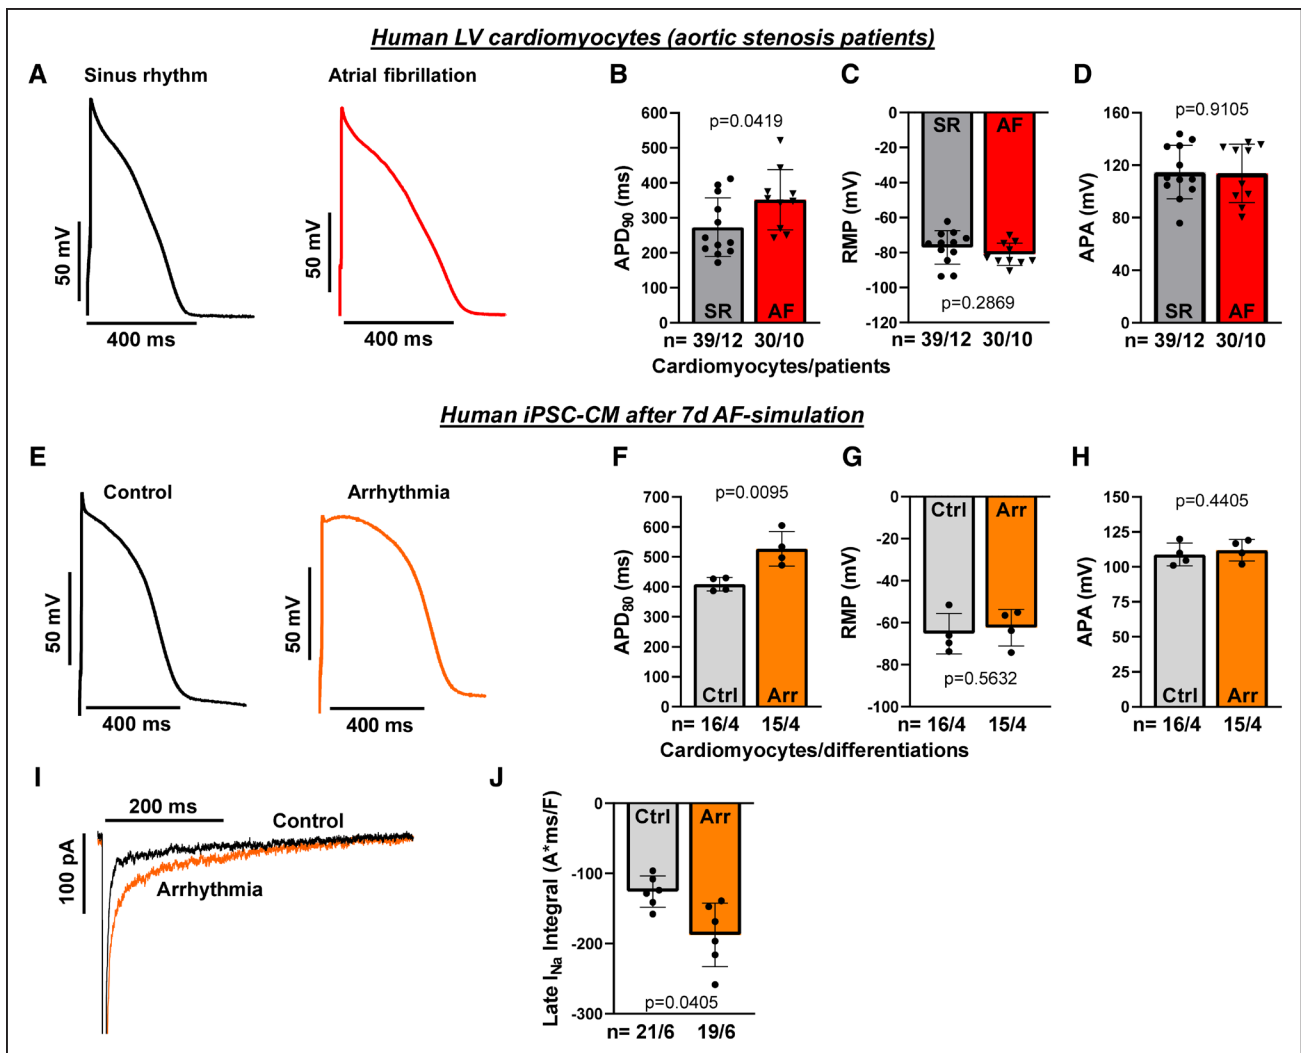 Human LV cardiomyocytes (aortic stenosis patients)
A
Sinus rhythm
Atrial fibrillation
50 mV
400 ms
50 mV
400 ms
B
APD90 (ms)
600
500
400
300
200
100
0
p=0.0419
SR
AF
n= 39/12
30/10
C
RMP (mV)
0
-20
-40
-60
-80
-100
-120
SR
AF
p=0.2869
n= 39/12
30/10
Cardiomyocytes/patients
D
APA (mV)
160
120
80
40
0
p=0.9105
SR
AF
n= 39/12
30/10
Human iPSC-CM after 7d AF-simulation
E
Control
Arrhythmia
50 mV
400 ms
50 mV
400 ms
F
APD80 (ms)
700
600
500
400
300
200
100
0
p=0.0095
Ctrl
Arr
n= 16/4
15/4
G
RMP (mV)
0
-20
-40
-60
-80
-100
Ctrl
Arr
p=0.5632
n= 16/4
15/4
Cardiomyocytes/differentiations
H
APA (mV)
150
125
100
75
50
25
0
p=0.4405
Ctrl
Arr
n= 16/4
15/4
I
200 ms
Control
100 pA
Arrhythmia
J
Late INa Integral (A*ms/F)
0
-100
-200
-300
Ctrl
Arr
p=0.0405
n= 21/6
19/6